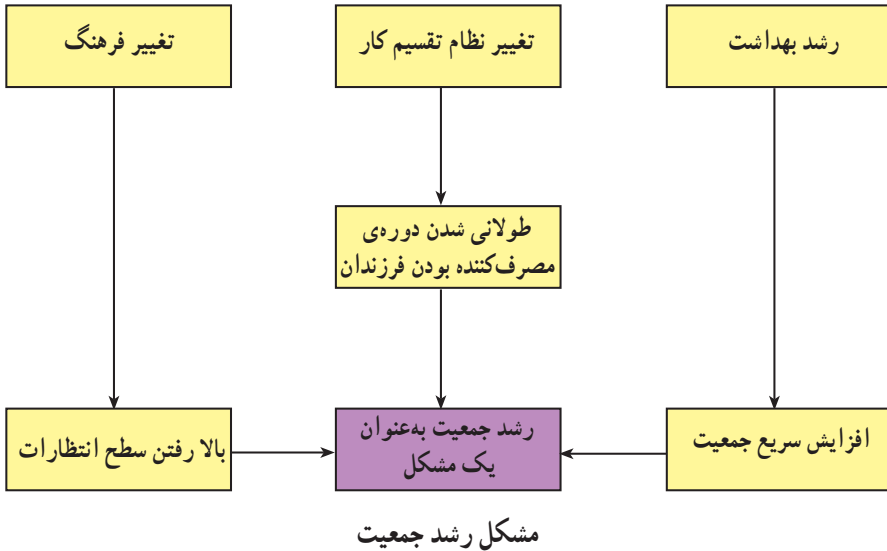 رشد بهداشت
تغییر نظام تقسیم کار
تغییر فرهنگ
طولانی شدن دوره‌ی
مصرف‌کننده بودن فرزندان
افزایش سریع جمعیت
رشد جمعیت به‌عنوان
یک مشکل
بالا رفتن سطح انتظارات
مشکل رشد جمعیت